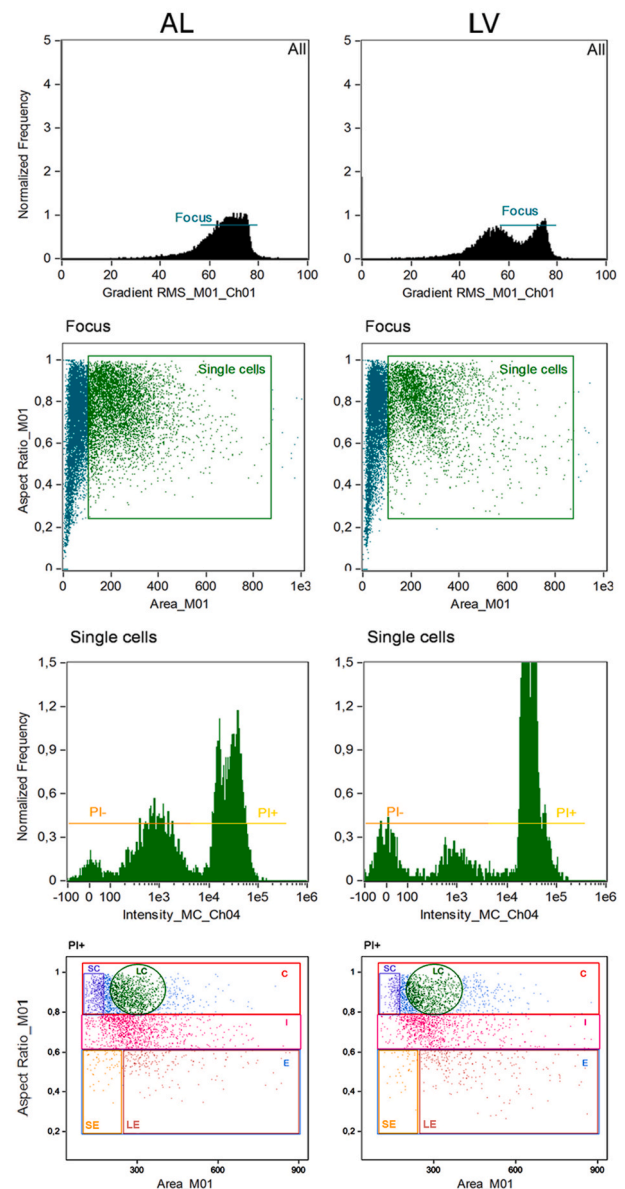 AL LV
All All
5 5
4 4
3 3
2 2
1 1
0 0
Normalized Frequency
Focus Focus
0 20 40 60 80 100 0 20 40 60 80 100
Gradient RMS_M01_Ch01 Gradient RMS_M01_Ch01
Focus Focus
Single cells Single cells
1 1
0,8 0,8
0,6 0,6
0,4 0,4
0,2 0,2
0 0
Aspect Ratio_M01
0 200 400 600 800 1e3 0 200 400 600 800 1e3
Area_M01 Area_M01
Single cells Single cells
1,5 1,5
1,2 1,2
0,9 0,9
0,6 0,6
0,3 0,3
0 0
Normalized Frequency
PI- PI+ PI- PI+
-100 0 1e3 1e4 1e5 1e6 -100 0 1e3 1e4 1e5 1e6
Intensity_MC_Ch04 Intensity_MC_Ch04
PI+ PI+
SC LC C SC LC C
I I
E E
SE LE SE LE
1 1
0,8 0,8
0,6 0,6
0,4 0,4
0,2 0,2
Aspect Ratio_M01
300 600 900 300 600 900
Area_M01 Area_M01